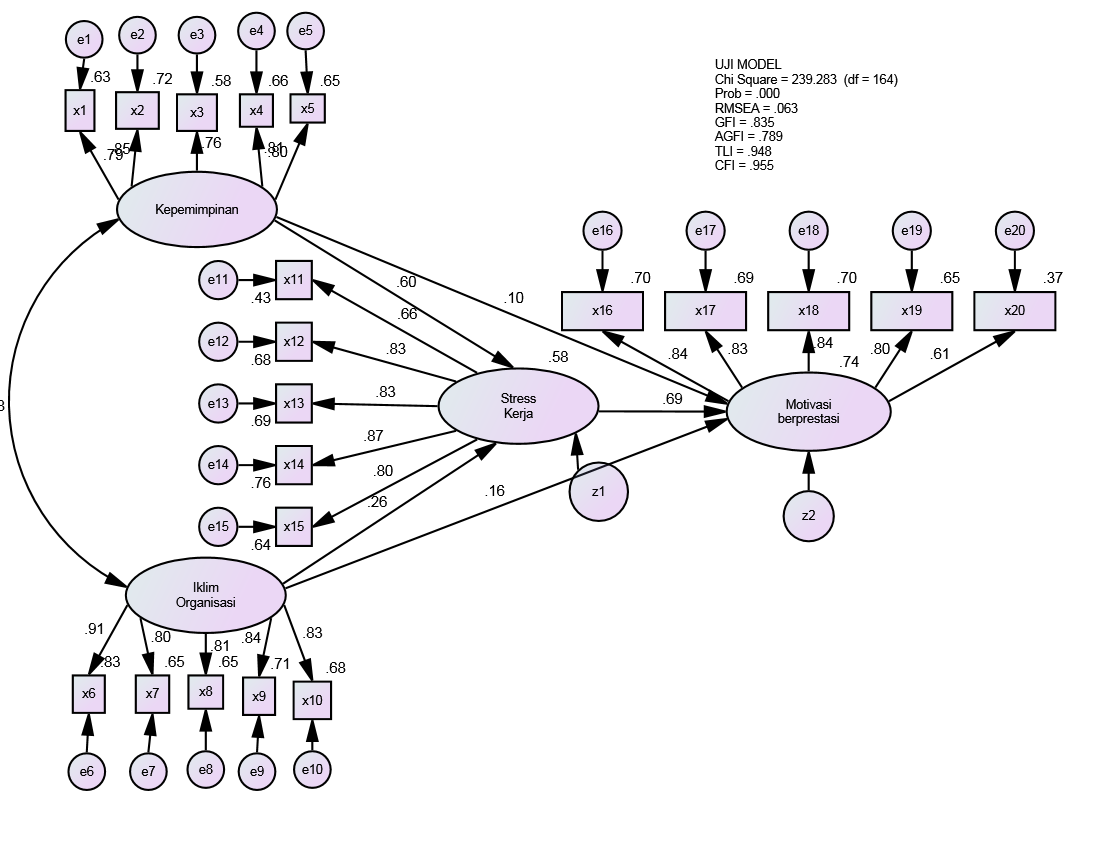 e1
e2
e3
e4
e5
.63
.72
.58
.66
.65
x1
x2
x3
x4
x5
.79
.85
.76
.81
.80
Kepemimpinan
UJI MODEL
Chi Square = 239.283 (df = 164)
Prob = .000
RMSEA = .063
GFI = .835
AGFI = .789
TLI = .948
CFI = .955
e16
e17
e18
e19
e20
.70
.69
.70
.65
.37
x16
x17
x18
x19
x20
.84
.83
.84
.80
.61
.74
Motivasi
berprestasi
z2
e11
x11
.43
e12
x12
.68
e13
x13
.69
e14
x14
.76
e15
x15
.64
.60
.10
.66
.83
.83
.87
.80
.26
.58
Stress
Kerja
.69
.16
z1
Iklim
Organisasi
.91
.80
.81
.84
.83
.83
.65
.65
.71
.68
x6
x7
x8
x9
x10
e6
e7
e8
e9
e10